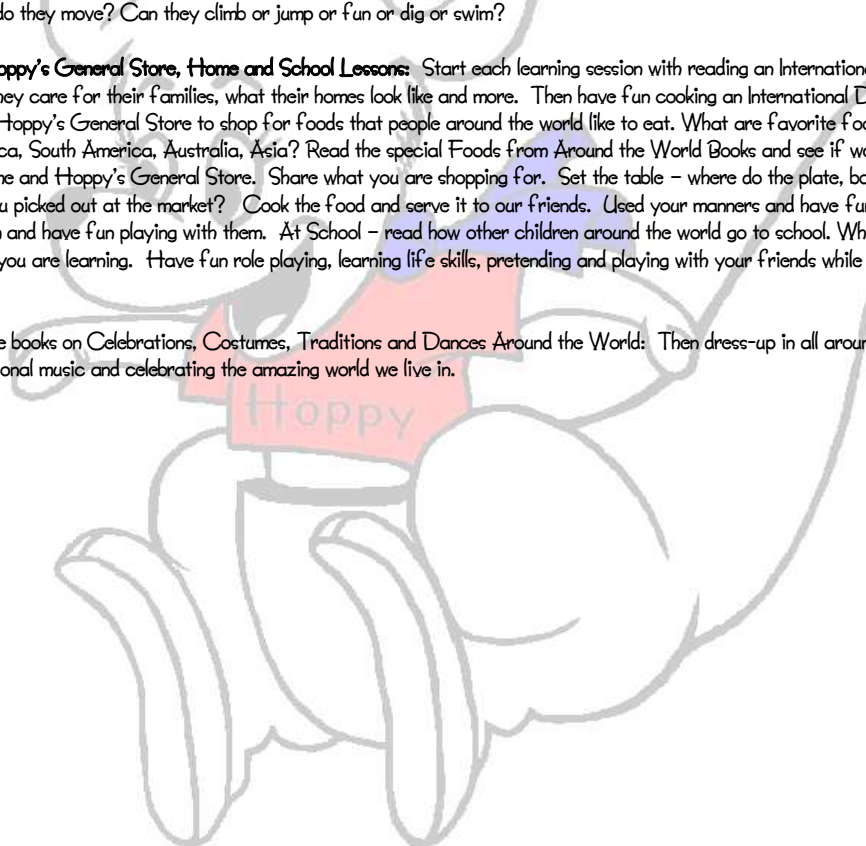 do they move? Can they climb or jump or fun or dig or swim?
oppy's General Store, Home and School Lessons: Start each learning session with reading an Internation
hey care for their families, what their homes look like and more. Then have fun cooking an International D
Hoppy's General Store to shop for foods that people around the world like to eat. What are favorite foo
ca, South America, Australia, Asia? Read the special Foods from Around the World Books and see if we
me and Hoppy's General Store. Share what you are shopping for. Set the table – where do the plate, bo
u picked out at the market? Cook the food and serve it to our friends. Used your manners and have fu
n and have fun playing with them. At School – read how other children around the world go to school. Wh
you are learning. Have fun role playing, learning life skills, pretending and playing with your friends while
e books on Celebrations, Costumes, Traditions and Dances Around the World: Then dress-up in all aroun
onal music and celebrating the amazing world we live in.
Hoppy